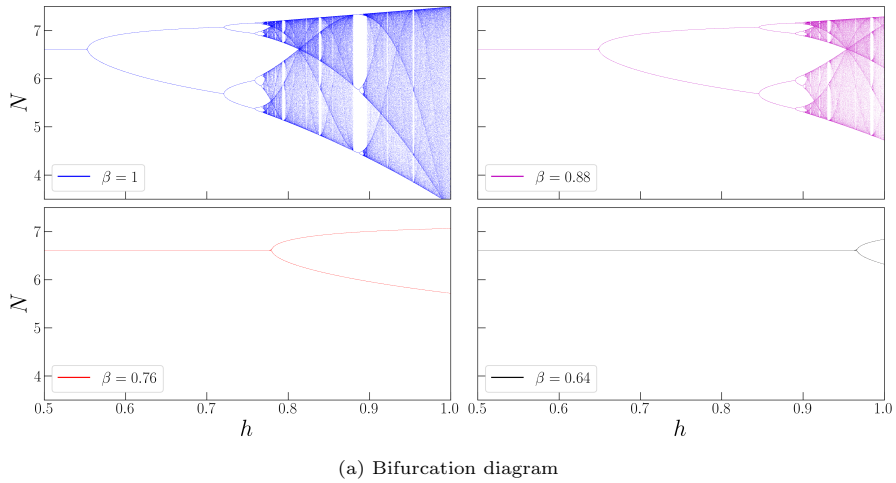 7
6
N
5
4
β = 1
β = 0.88
7
6
N
5
4
β = 0.76
β = 0.64
0.5 0.6 0.7 0.8 0.9 1.0 0.5 0.6 0.7 0.8 0.9 1.0
h h
(a) Bifurcation diagram